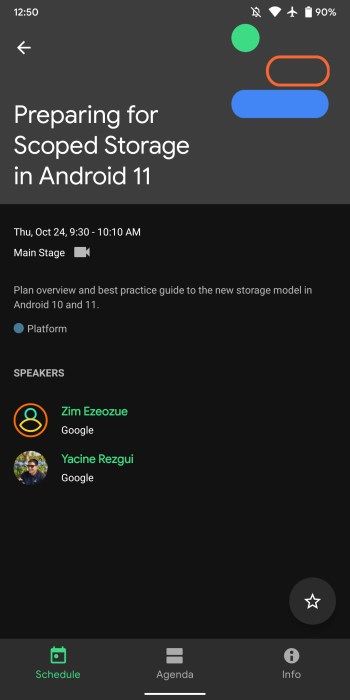 12:50
90%
Preparing for
Scoped Storage
in Android 11
Thu, Oct 24, 9:30 - 10:10 AM
Main Stage
Plan overview and best practice guide to the new storage model in
Android 10 and 11.
Platform
SPEAKERS
Zim Ezeozue
Google
Yacine Rezgui
Google
Schedule
Agenda
Info